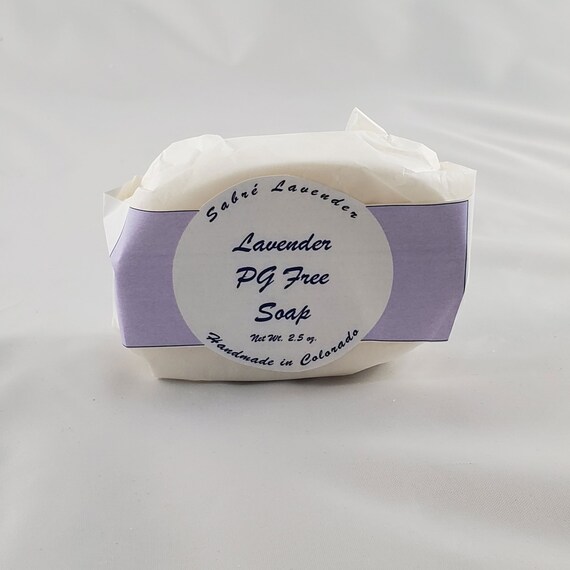 Sabré Lavender
Lavender
PG Free
Soap
Net Wt. 2.5 oz.
Handmade in Colorado